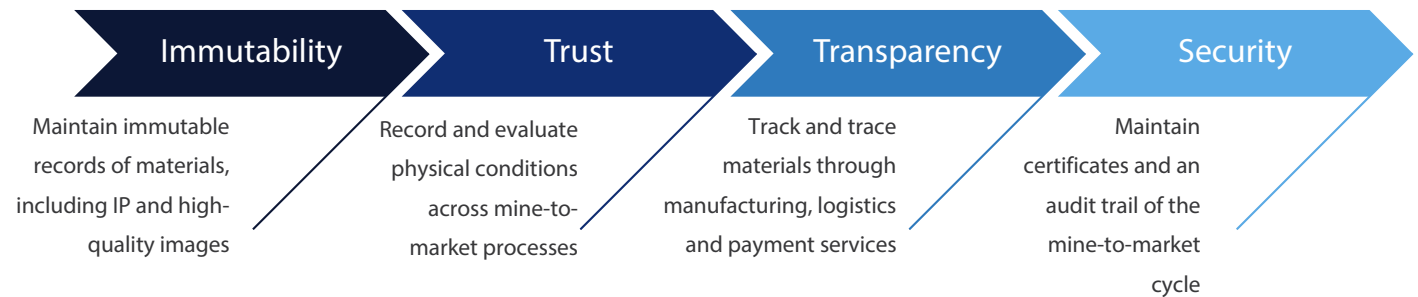 Immutability
Maintain immutable
records of materials,
including IP and high-
quality images
Trust
Record and evaluate
physical conditions
across mine-to-
market processes
Transparency
Track and trace
materials through
manufacturing, logistics
and payment services
Security
Maintain
certificates and an
audit trail of the
mine-to-market
cycle